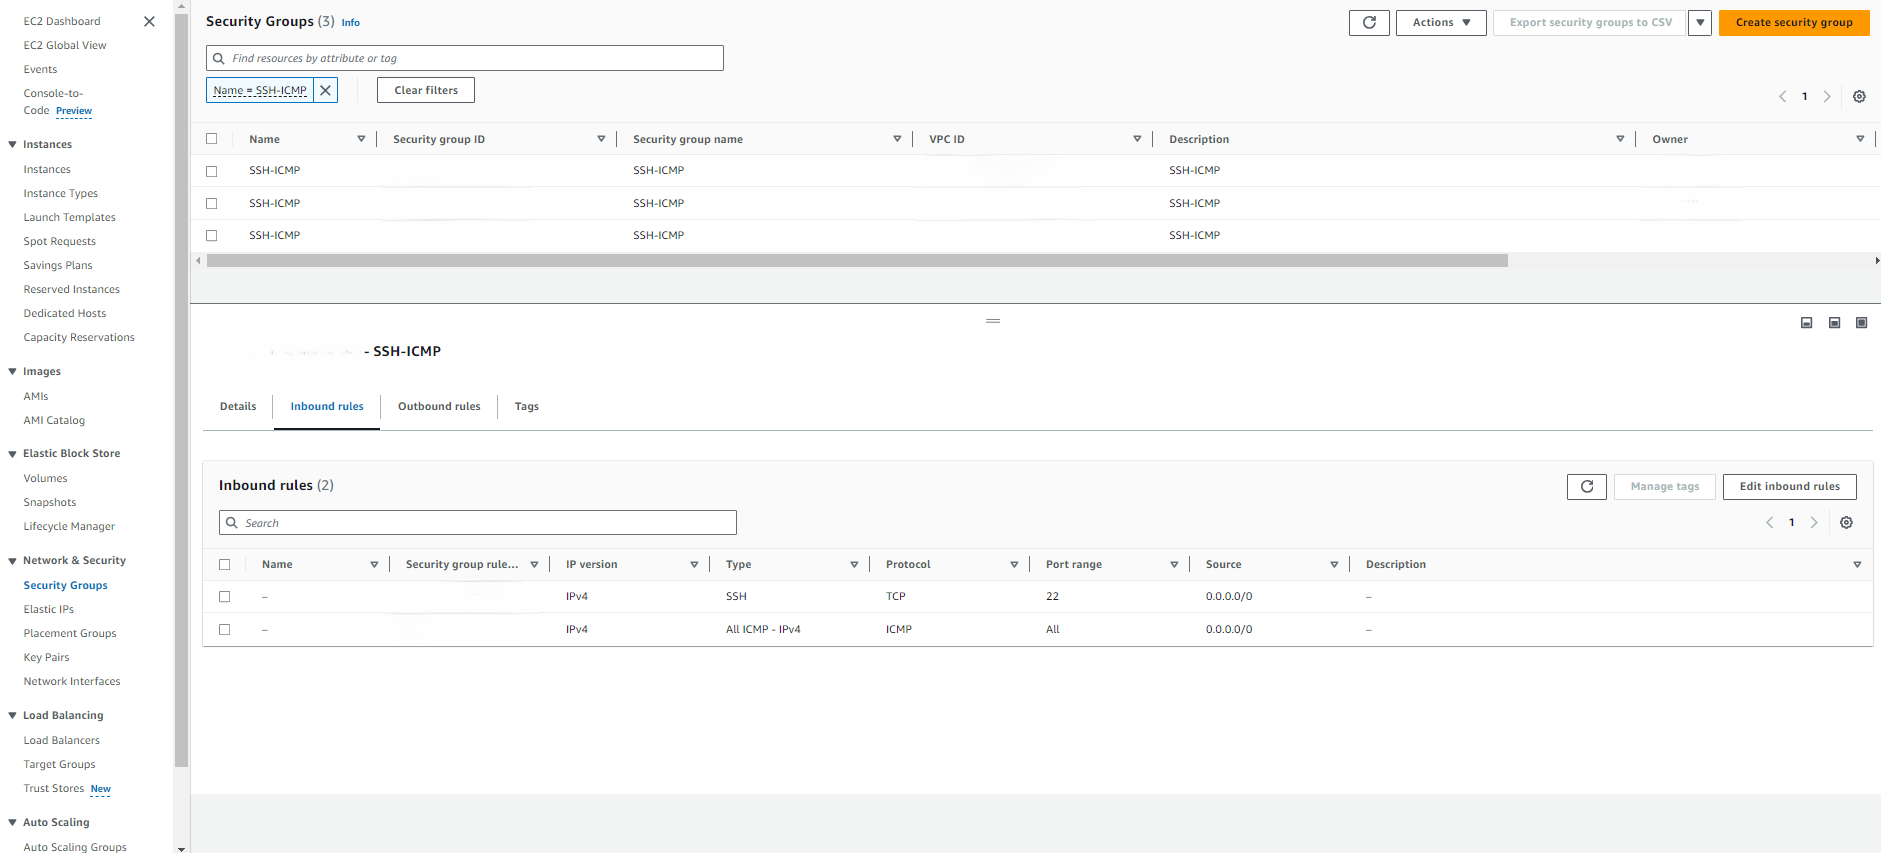 EC2 Dashboard
EC2 Global View
Events
Console-to-
Code Preview
Instances
Instances
Instance Types
Launch Templates
Spot Requests
Savings Plans
Reserved Instances
Dedicated Hosts
Capacity Reservations
Images
AMIs
AMI Catalog
Elastic Block Store
Volumes
Snapshots
Lifecycle Manager
Network & Security
Security Groups
Elastic IPs
Placement Groups
Key Pairs
Network Interfaces
Load Balancing
Load Balancers
Target Groups
Trust Stores New
Auto Scaling
Auto Scaling Groups
Security Groups (3) Info
Actions
Export security groups to CSV
Create security group
Find resources by attribute or tag
Name = SSH-ICMP
Clear filters
1
Name Security group ID Security group name VPC ID Description Owner
SSH-ICMP SSH-ICMP SSH-ICMP
SSH-ICMP SSH-ICMP SSH-ICMP
SSH-ICMP SSH-ICMP SSH-ICMP
- SSH-ICMP
Details Inbound rules Outbound rules Tags
Inbound rules (2)
Manage tags
Edit inbound rules
Search
1
Name Security group rule... IP version Type Protocol Port range Source Description
– IPv4 SSH TCP 22 0.0.0.0/0 –
– IPv4 All ICMP - IPv4 ICMP All 0.0.0.0/0 –